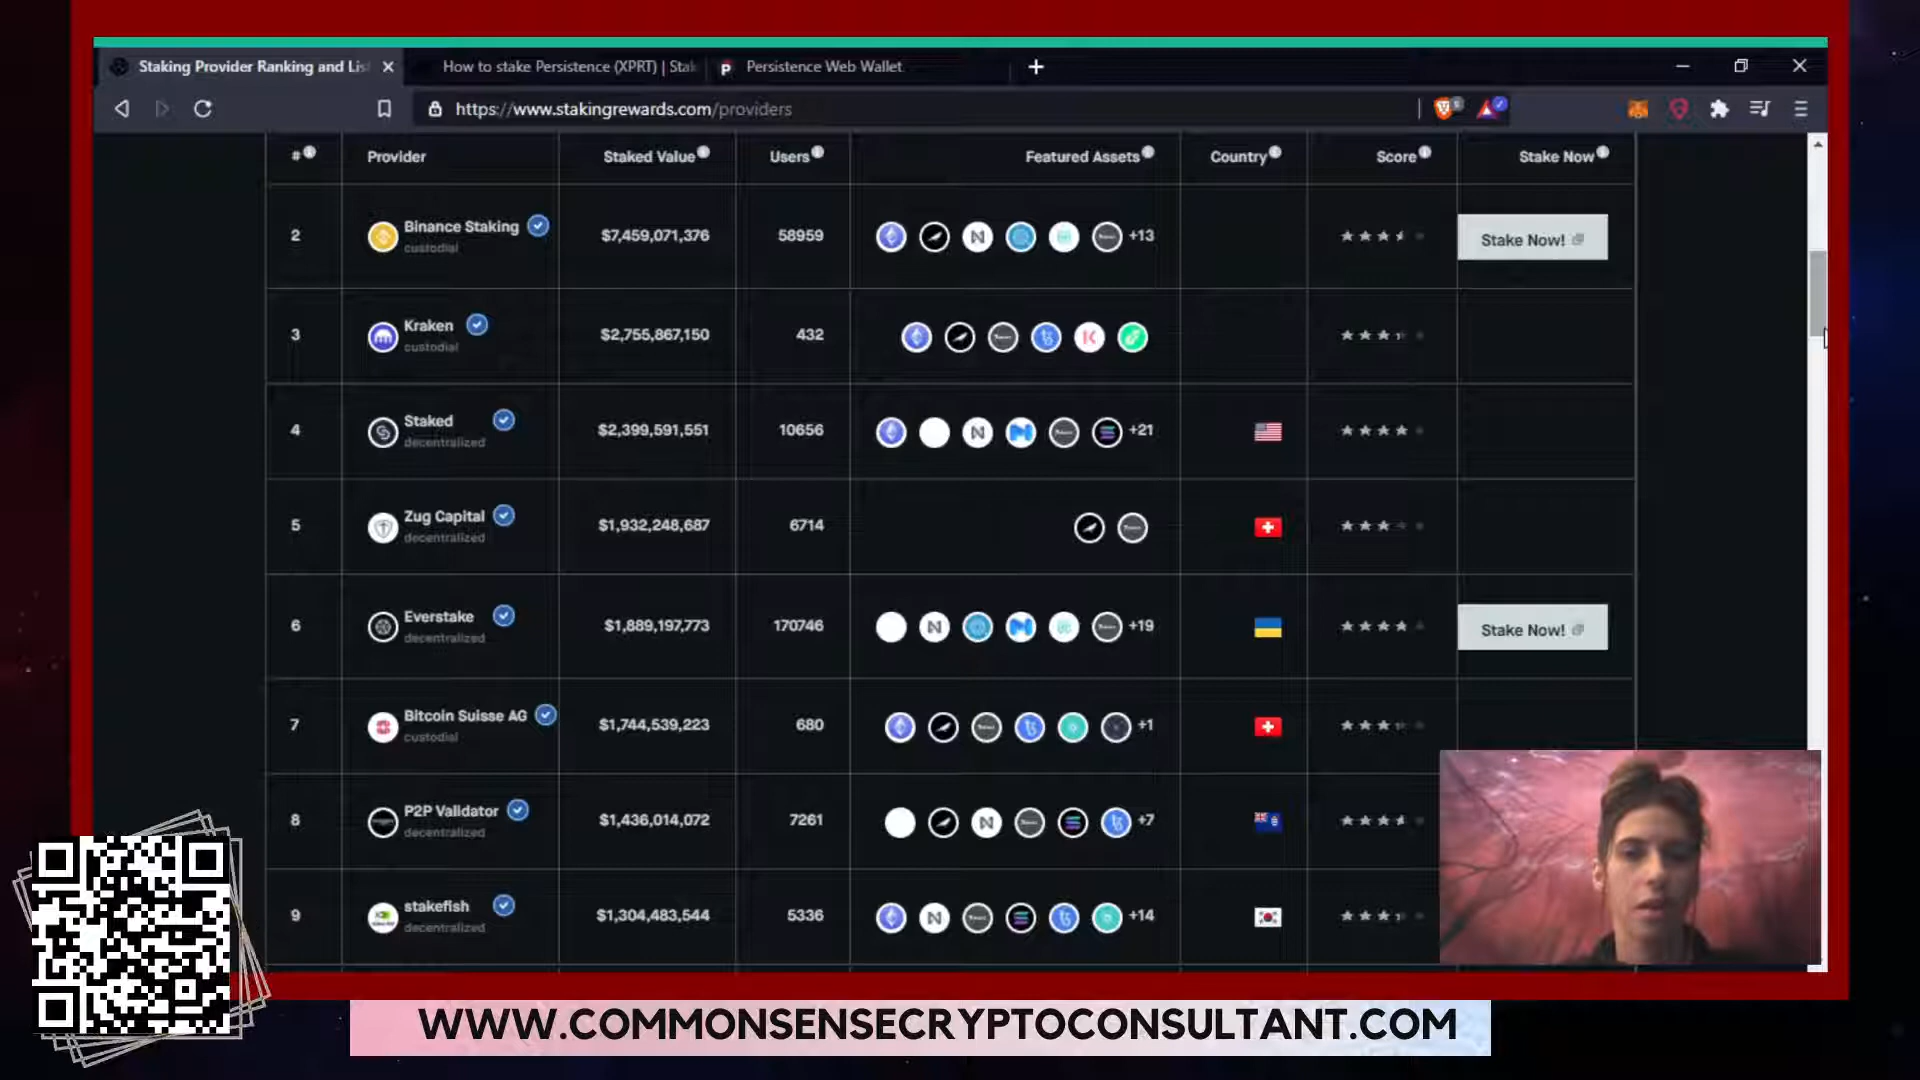 Staking Provider Ranking and Lis
How to stake Persistence (XPRT) | Stak
Persistence Web Wallet
https://www.stakingrewards.com/providers
# Provider Staked Value Users Featured Assets Country Score Stake Now
2 Binance Staking $7,459,071,376 58959 +13 Stake Now!
custodial
3 Kraken $2,755,867,150 432
custodial
4 Staked $2,399,591,551 10656 +21
decentralized
5 Zug Capital $1,932,248,687 6714
decentralized
6 Everstake $1,889,197,773 170746 +19 Stake Now!
decentralized
7 Bitcoin Suisse AG $1,744,539,223 680 +1
custodial
8 P2P Validator $1,436,014,072 7261 +7
decentralized
9 stakefish $1,304,483,544 5336 +14
decentralized
WWW.COMMONSENSECRYPTOCONSULTANT.COM